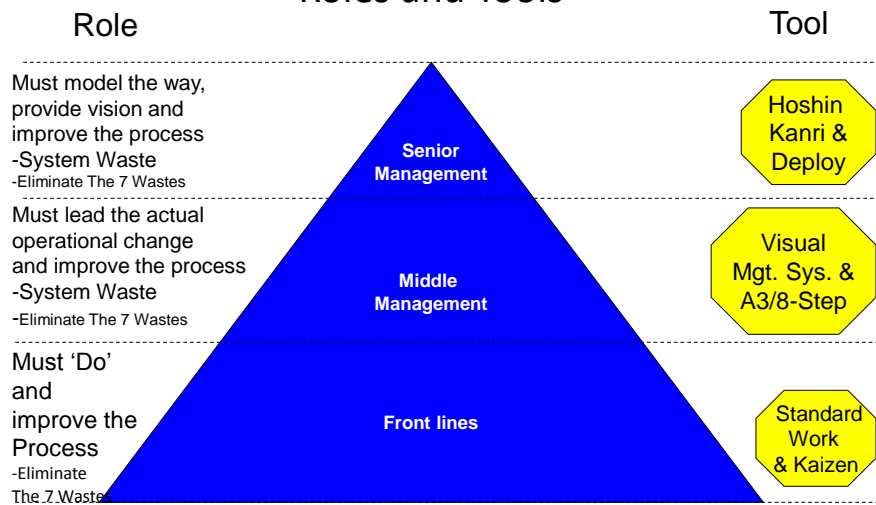 Roles and Tools
Role
Tool
Must model the way,
provide vision and
improve the process
-System Waste
-Eliminate The 7 Wastes
Senior
Management
Hoshin
Kanri &
Deploy
Must lead the actual
operational change
and improve the process
-System Waste
-Eliminate The 7 Wastes
Middle
Management
Visual
Mgt. Sys. &
A3/8-Step
Must ‘Do’
and
improve the
Process
-Eliminate
The 7 Wastes
Front lines
Standard
Work
& Kaizen